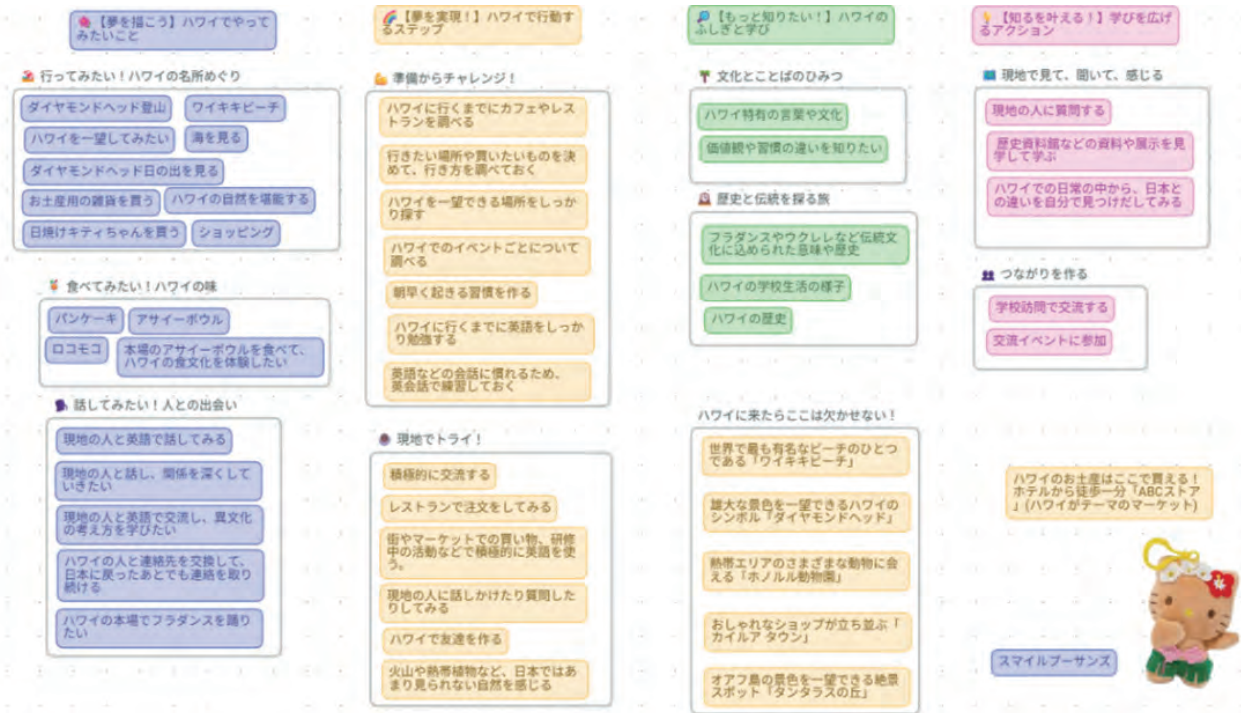 【夢を描こう】ハワイでやって
みたいこと
行ってみたい！ハワイの名所めぐり
ダイヤモンドヘッド登山
ワイキキビーチ
ハワイを一望してみたい
海を見る
ダイヤモンドヘッド日の出を見る
お土産用の雑貨を買う
ハワイの自然を堪能する
日焼けキティちゃんを買う
ショッピング
食べてみたい！ハワイの味
パンケーキ
アサイーボウル
ロコモコ
本場のアサイーボウルを食べて、
ハワイの食文化を体験したい
話してみたい！人との出会い
現地の人と英語で話してみる
現地の人と話し、関係を深くして
いきたい
現地の人と英語で交流し、異文化
の考え方を学びたい
ハワイの人と連絡先を交換して、
日本に戻ったあとでも連絡を取り
続ける
ハワイの本場でフラダンスを踊り
たい
【夢を実現！】ハワイで行動す
るステップ
準備からチャレンジ！
ハワイに行くまでにカフェやレス
トランを調べる
行きたい場所や買いたいものを決
めて、行き方を調べておく
ハワイを一望できる場所をしっか
り探す
ハワイでのイベントごとについて
調べる
朝早く起きる習慣を作る
ハワイに行くまでに英語をしっか
り勉強する
英語などの会話に慣れるため、
英会話で練習しておく
現地でトライ！
積極的に交流する
レストランで注文をしてみる
街やマーケットでの買い物、研修
中の活動などで積極的に英語を使
う。
現地の人に話しかけたり質問した
りしてみる
ハワイで友達を作る
火山や熱帯植物など、日本ではあ
まり見られない自然を感じる
【もっと知りたい！】ハワイの
ふしぎと学び
文化とことばのひみつ
ハワイ特有の言葉や文化
価値観や習慣の違いを知りたい
歴史と伝統を探る旅
フラダンスやウクレレなど伝統文
化に込められた意味や歴史
ハワイの学校生活の様子
ハワイの歴史
ハワイに来たらここは欠かせない！
世界で最も有名なビーチのひとつ
である「ワイキキビーチ」
雄大な景色を一望できるハワイの
シンボル「ダイヤモンドヘッド」
熱帯エリアのさまざまな動物に会
える「ホノルル動物園」
おしゃれなショップが立ち並ぶ「
カイルア タウン」
オアフ島の景色を一望できる絶景
スポット「タンタラスの丘」
【知るを叶える！】学びを広げ
るアクション
現地で見て、聞いて、感じる
現地の人に質問する
歴史資料館などの資料や展示を見
学して学ぶ
ハワイでの日常の中から、日本と
の違いを自分で見つけだしてみる
つながりを作る
学校訪問で交流する
交流イベントに参加
ハワイのお土産はここで買える！
ホテルから徒歩一分「ABCストア
」(ハワイがテーマのマーケット)
スマイルプーサンズ